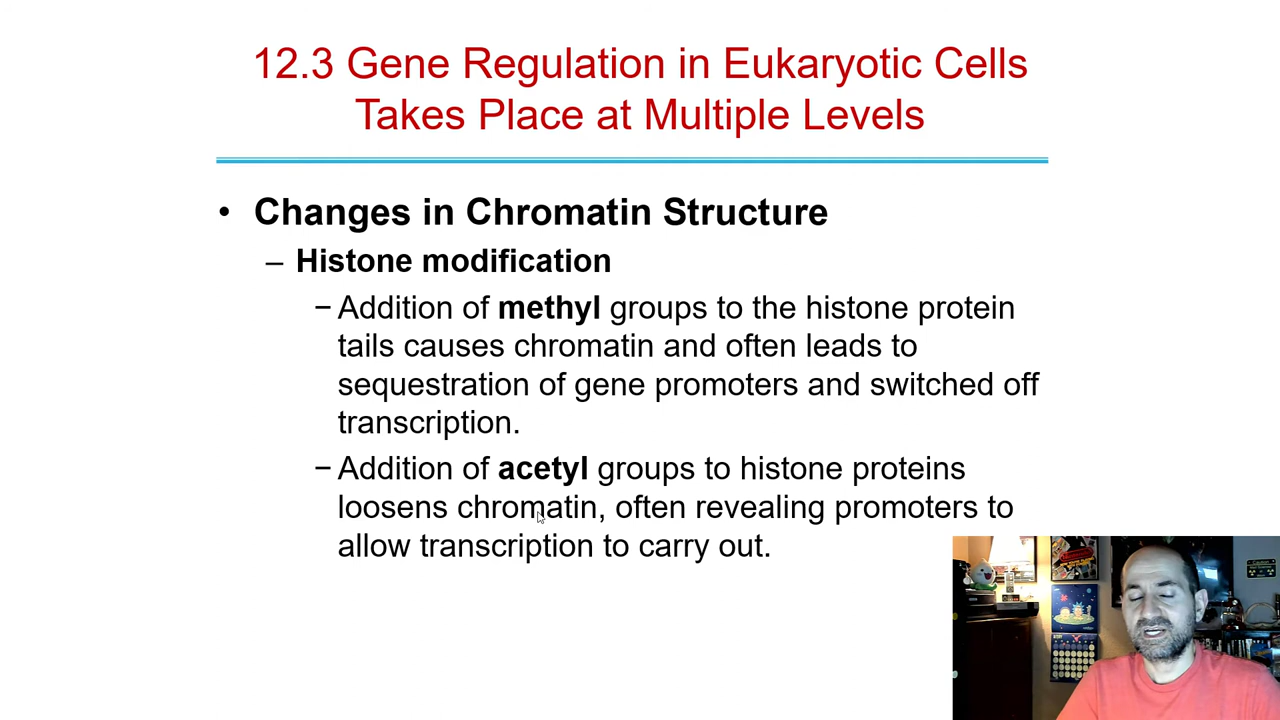 12.3 Gene Regulation in Eukaryotic Cells
Takes Place at Multiple Levels
• Changes in Chromatin Structure
– Histone modification
− Addition of methyl groups to the histone protein
tails causes chromatin and often leads to
sequestration of gene promoters and switched off
transcription.
− Addition of acetyl groups to histone proteins
loosens chromatin, often revealing promoters to
allow transcription to carry out.